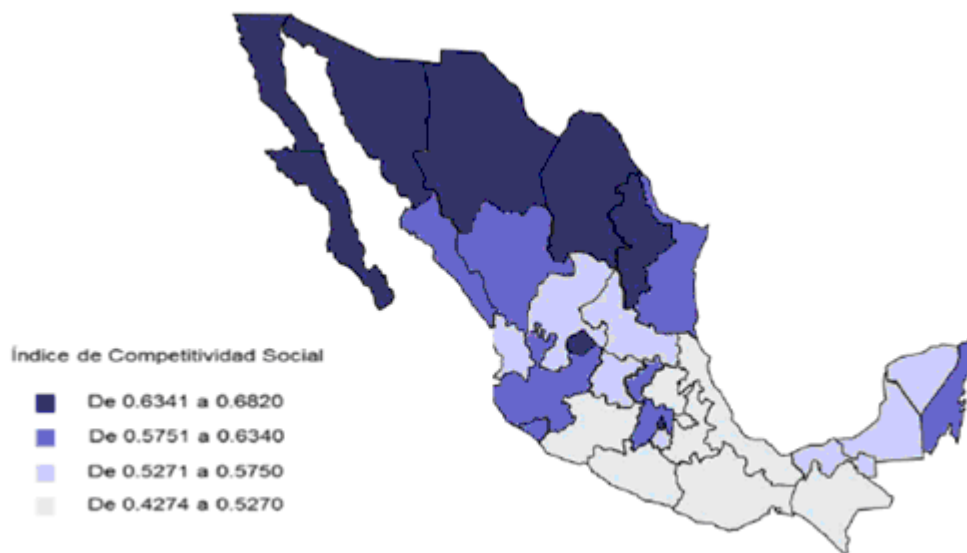 Índice de Competitividad Social
De 0.6341 a 0.6820
De 0.5751 a 0.6340
De 0.5271 a 0.5750
De 0.4274 a 0.5270